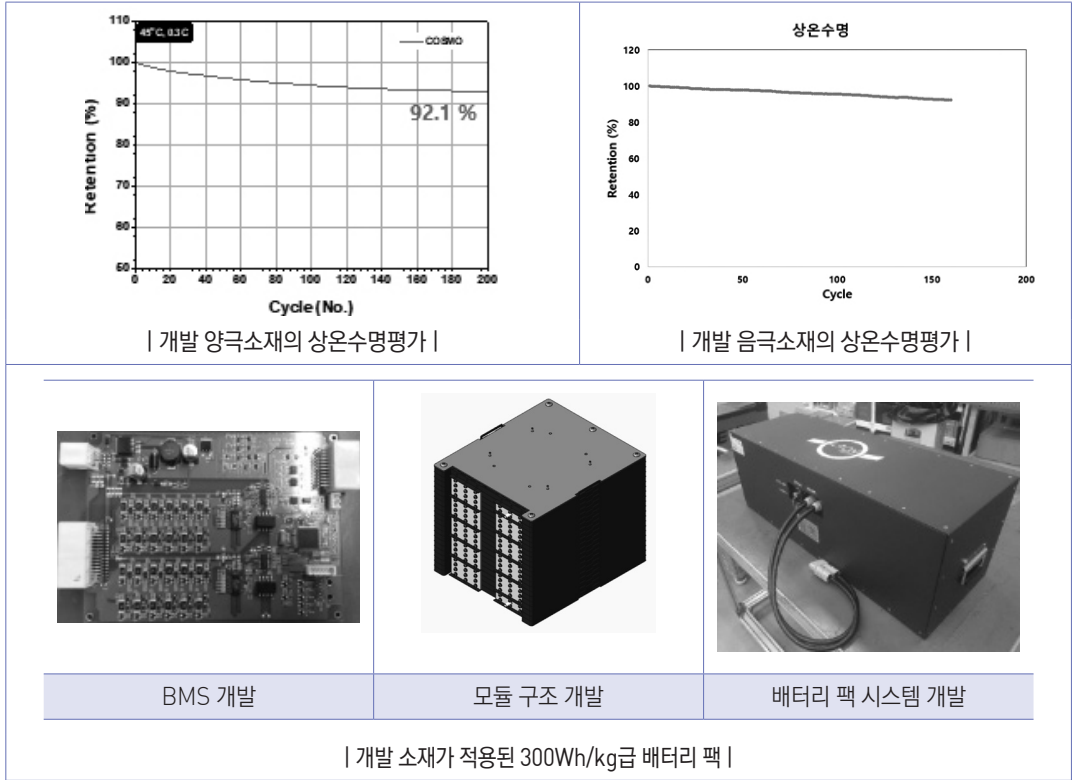 110
100
90
80
70
60
50
45°C, 0.3C
COSMO
92.1 %
Retention (%)
0 20 40 60 80 100 120 140 160 180 200
Cycle(No.)
| 개발 양극소재의 상온수명평가 |
상온수명
120
100
80
60
40
20
0
Retention (%)
0 50 100 150 200
Cycle
| 개발 음극소재의 상온수명평가 |
BMS 개발
모듈 구조 개발
배터리 팩 시스템 개발
| 개발 소재가 적용된 300Wh/kg급 배터리 팩 |